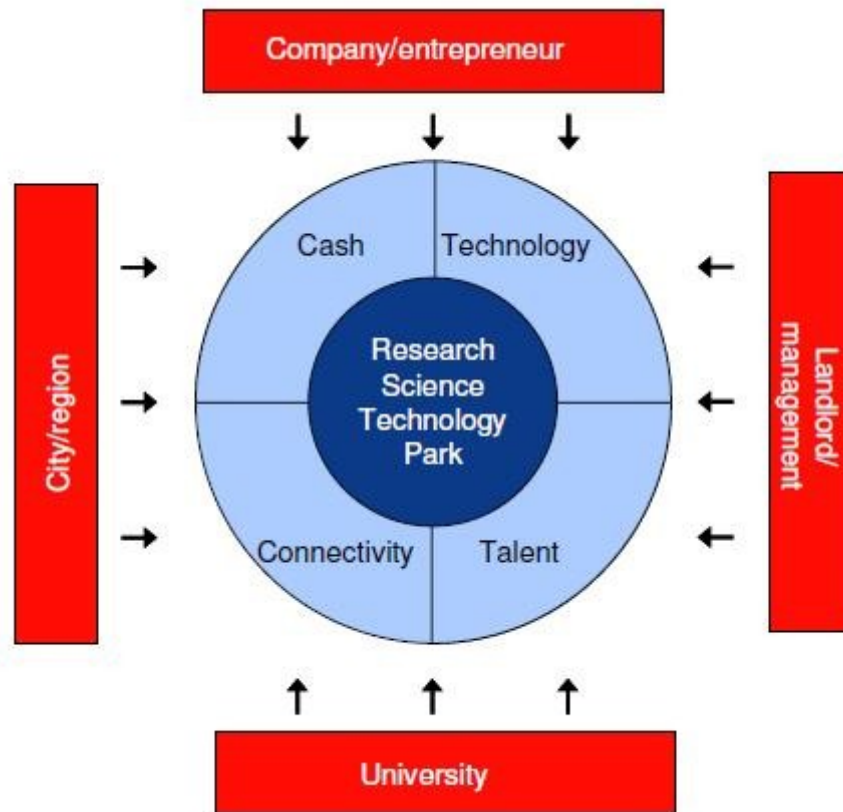 Company/entrepreneur
Cash
Technology
Research
Science
Technology
Park
City/region
Landlord/
management
Connectivity
Talent
University